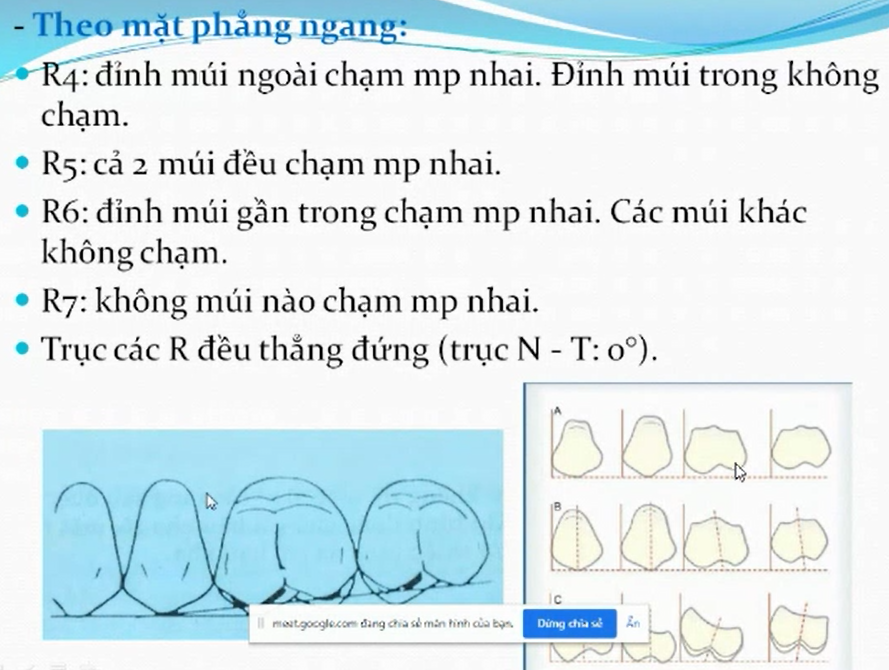 - Theo mặt phẳng ngang:
R4: đỉnh múi ngoài chạm mp nhai. Đỉnh múi trong không
chạm.
R5: cả 2 múi đều chạm mp nhai.
R6: đỉnh múi gần trong chạm mp nhai. Các múi khác
không chạm.
R7: không múi nào chạm mp nhai.
Trục các R đều thẳng đứng (trục N - T: 0°).
A
B
C
meet.google.com đang chia sẻ màn hình của bạn.
Dừng chia sẻ
Ẩn